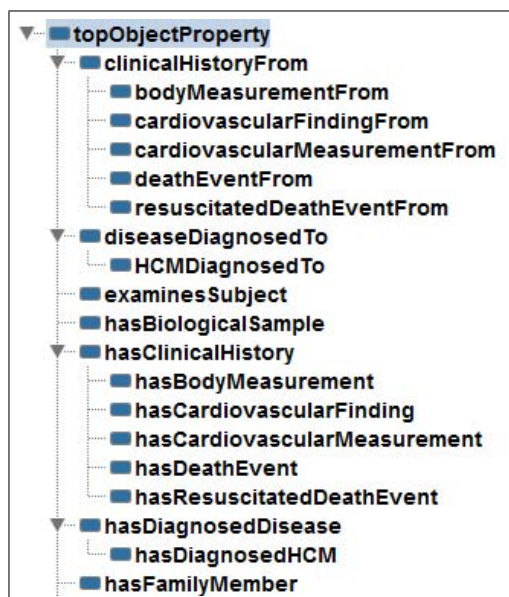 topObjectProperty
clinicalHistoryFrom
bodyMeasurementFrom
cardiovascularFindingFrom
cardiovascularMeasurementFrom
deathEventFrom
resuscitatedDeathEventFrom
diseaseDiagnosedTo
HCMDiagnosedTo
examinesSubject
hasBiologicalSample
hasClinicalHistory
hasBodyMeasurement
hasCardiovascularFinding
hasCardiovascularMeasurement
hasDeathEvent
hasResuscitatedDeathEvent
hasDiagnosedDisease
hasDiagnosedHCM
hasFamilyMember